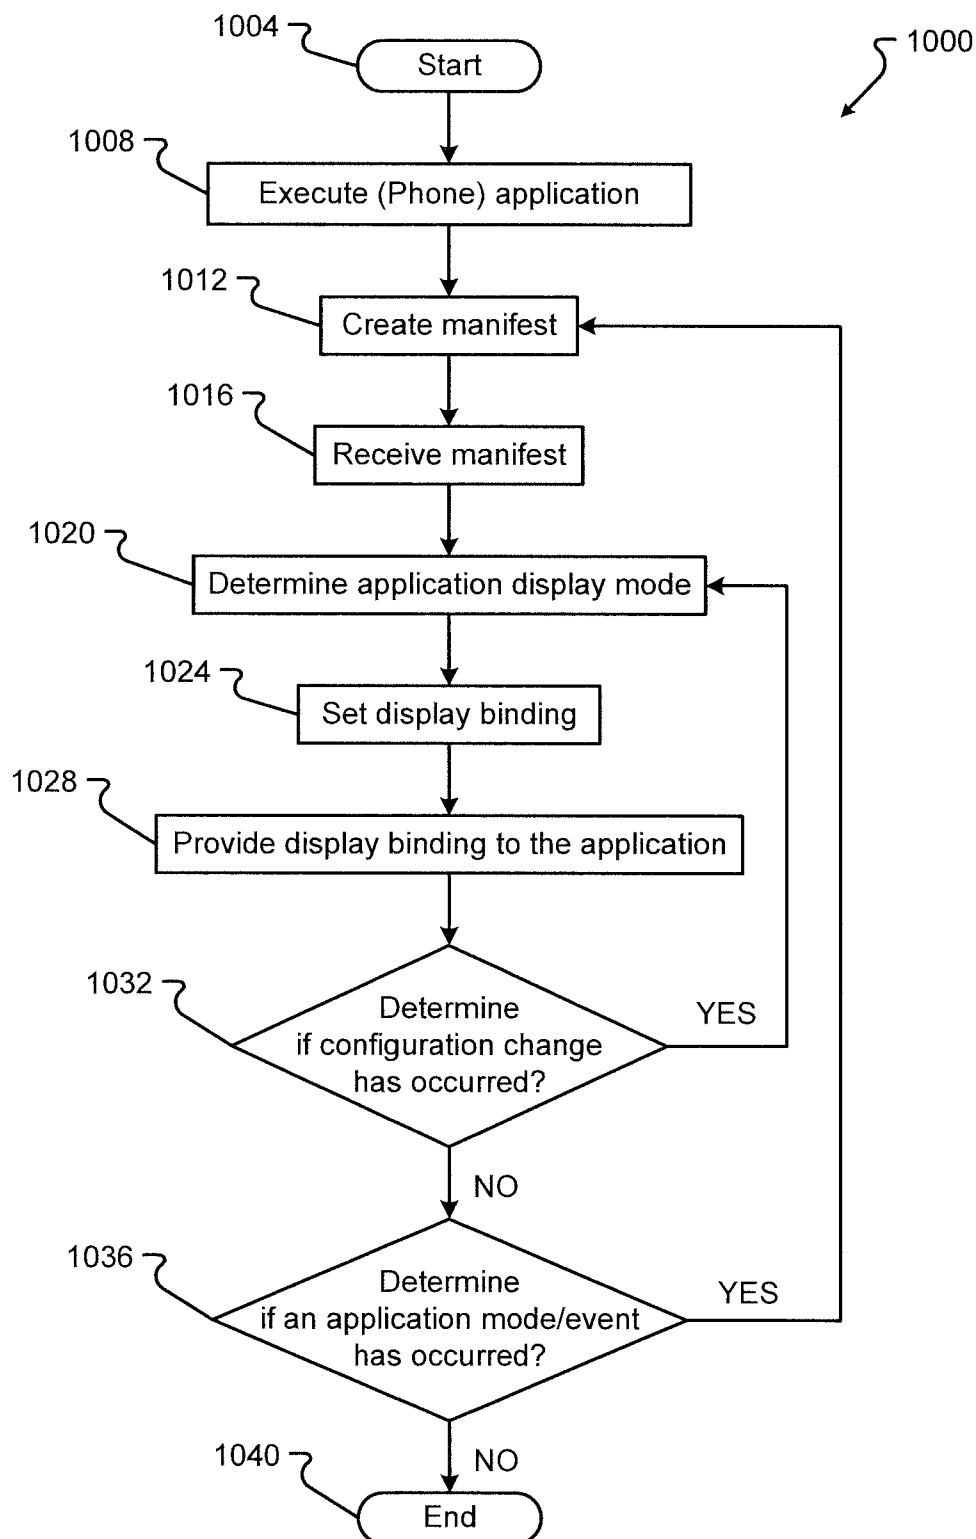 1004
Start
1000
1008
Execute (Phone) application
1012
Create manifest
1016
Receive manifest
1020
Determine application display mode
1024
Set display binding
1028
Provide display binding to the application
1032
Determine
if configuration change
has occurred?
YES
NO
1036
Determine
if an application mode/event
has occurred?
YES
NO
1040
End